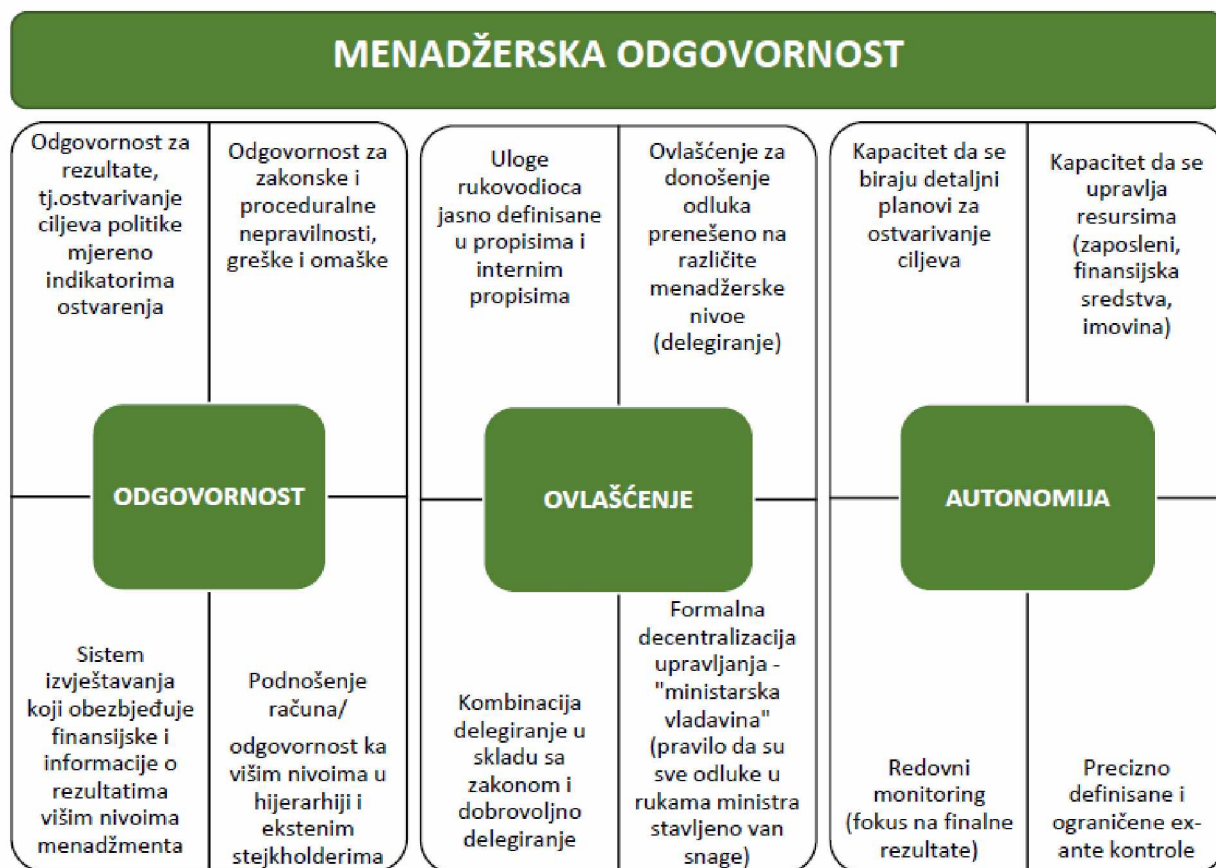 MENADŽERSKA ODGOVORNOST
Odgovornost za
rezultate,
tj.ostvarivanje
ciljeva politike
mjereno
indikatorima
ostvarenja
Odgovornost za
zakonske i
proceduralne
nepravilnosti,
greške i omaške
ODGOVORNOST
Sistem
izvještavanja
koji obezbjeđuje
finansijske i
informacije o
rezultatima
višim nivoima
menadžmenta
Podnošenje
računa/
odgovornost ka
višim nivoima u
hijerarhiji i
ekstenim
stejkholderima
Uloge
rukovodioca
jasno definisane
u propisima i
internim
propisima
Ovlašćenje za
donošenje
odluka
prenešeno na
različite
menadžerske
nivoe
(delegiranje)
OVLAŠĆENJE
Kombinacija
delegiranje u
skladu sa
zakonom i
dobrovoljno
delegiranje
Formalna
decentralizacija
upravljanja -
"ministarska
vladavina"
(pravilo da su
sve odluke u
rukama ministra
stavljeno van
snage)
Kapacitet da se
biraju detaljni
planovi za
ostvarivanje
ciljeva
Kapacitet da se
upravlja
resursima
(zaposleni,
finansijska
sredstva,
imovina)
AUTONOMIJA
Redovni
monitoring
(fokus na finalne
rezultate)
Precizno
definisane i
ograničene ex-
ante kontrole